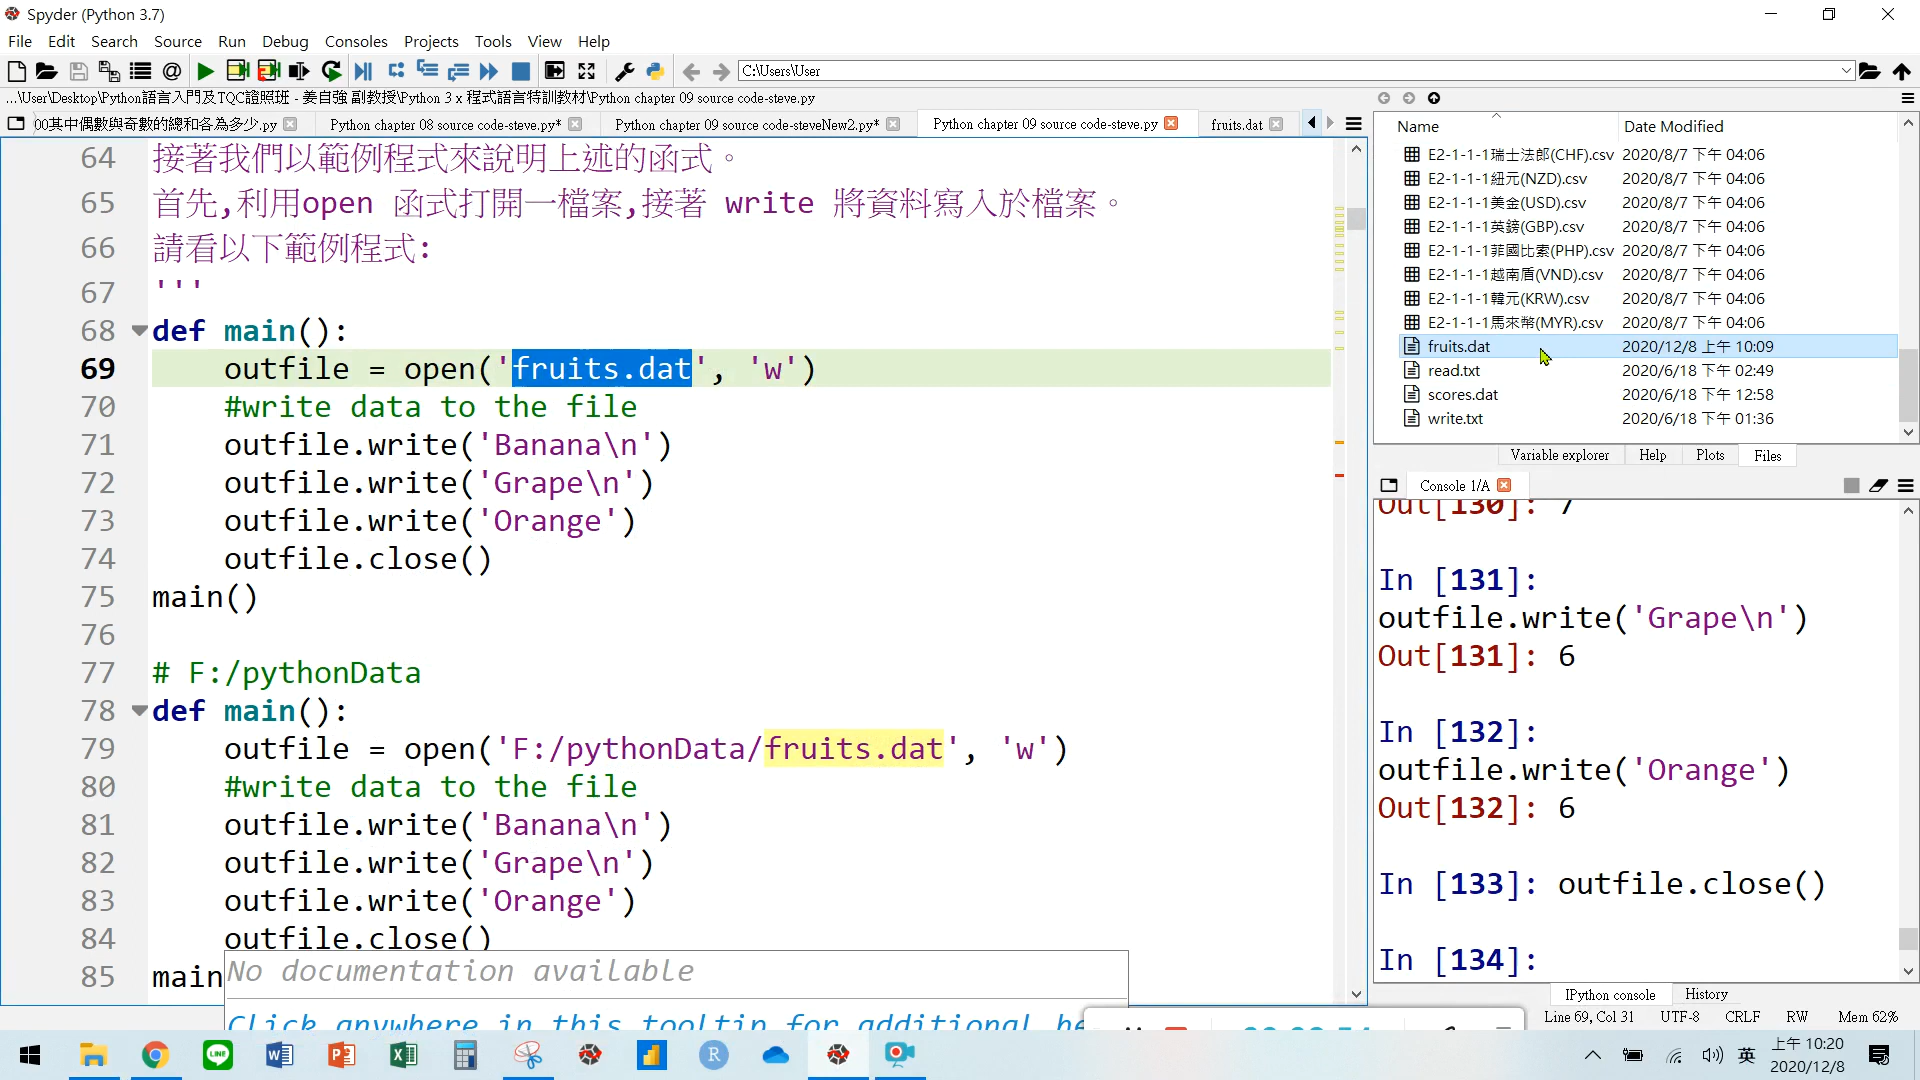 Spyder (Python 3.7)
File Edit Search Source Run Debug Consoles Projects Tools View Help
C:\Users\User
...\User\Desktop\Python語言入門及TQC證照班 - 姜自強 副教授\Python 3 x 程式語言特訓教材\Python chapter 09 source code-steve.py
00其中偶數與奇數的總和各為多少.py
Python chapter 08 source code-steve.py*
Python chapter 09 source code-steveNew2.py*
Python chapter 09 source code-steve.py
fruits.dat
64 接著我們以範例程式來說明上述的函式。
65 首先,利用open 函式打開一檔案,接著 write 將資料寫入於檔案。
66 請看以下範例程式:
67 '''
68 def main():
69 outfile = open('fruits.dat', 'w')
70 #write data to the file
71 outfile.write('Banana\n')
72 outfile.write('Grape\n')
73 outfile.write('Orange')
74 outfile.close()
75 main()
76
77 # F:/pythonData
78 def main():
79 outfile = open('F:/pythonData/fruits.dat', 'w')
80 #write data to the file
81 outfile.write('Banana\n')
82 outfile.write('Grape\n')
83 outfile.write('Orange')
84 outfile.close()
85 main
No documentation available
Click anywhere in this tooltip for additional he
Name Date Modified
E2-1-1-1瑞士法郎(CHF).csv 2020/8/7 下午 04:06
E2-1-1-1紐元(NZD).csv 2020/8/7 下午 04:06
E2-1-1-1美金(USD).csv 2020/8/7 下午 04:06
E2-1-1-1英鎊(GBP).csv 2020/8/7 下午 04:06
E2-1-1-1菲國比索(PHP).csv 2020/8/7 下午 04:06
E2-1-1-1越南盾(VND).csv 2020/8/7 下午 04:06
E2-1-1-1韓元(KRW).csv 2020/8/7 下午 04:06
E2-1-1-1馬來幣(MYR).csv 2020/8/7 下午 04:06
fruits.dat 2020/12/8 上午 10:09
read.txt 2020/6/18 下午 02:49
scores.dat 2020/6/18 下午 12:58
write.txt 2020/6/18 下午 01:36
Variable explorer Help Plots Files
Console 1/A
Out[130]: 7
In [131]:
outfile.write('Grape\n')
Out[131]: 6
In [132]:
outfile.write('Orange')
Out[132]: 6
In [133]: outfile.close()
In [134]:
IPython console History
Line 69, Col 31 UTF-8 CRLF RW Mem 62%
英
上午 10:20
2020/12/8